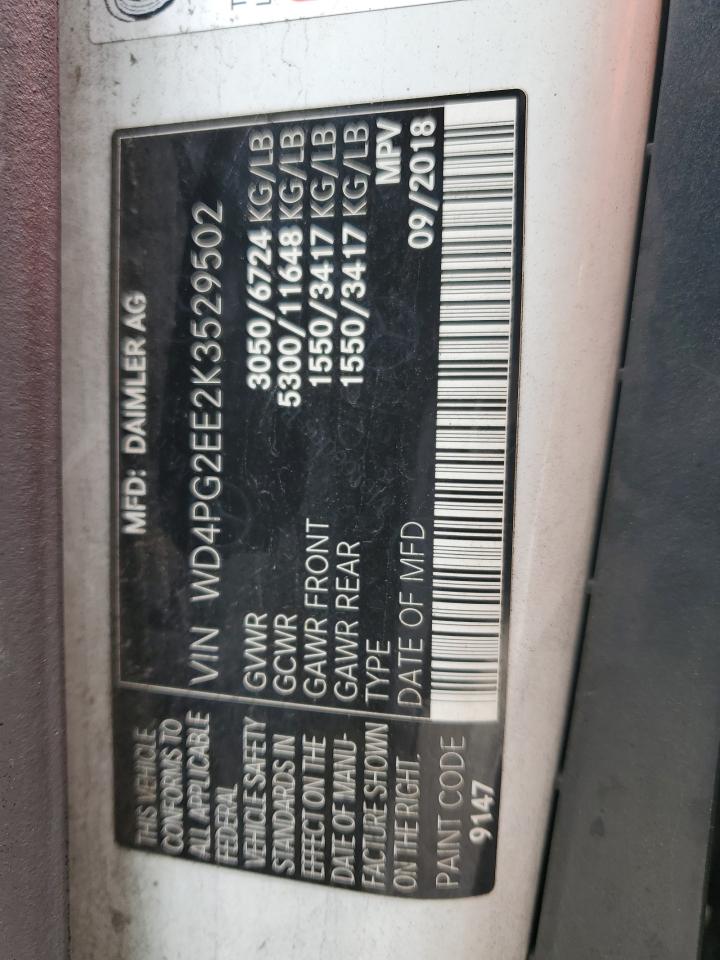 THIS VEHICLE
CONFORMS TO
ALL APPLICABLE
FEDERAL
VEHICLE SAFETY
STANDARDS IN
EFFECT ON THE
DATE OF MANU-
FACTURE SHOWN
ON THE RIGHT.
PAINT CODE
9147
MFD: DAIMLER AG
VIN WD4PG2EE2K3529502
GVWR 3050/6724 KG/LB
GCWR 5300/11648 KG/LB
GAWR FRONT 1550/3417 KG/LB
GAWR REAR 1550/3417 KG/LB
TYPE MPV
DATE OF MFD 09/2018